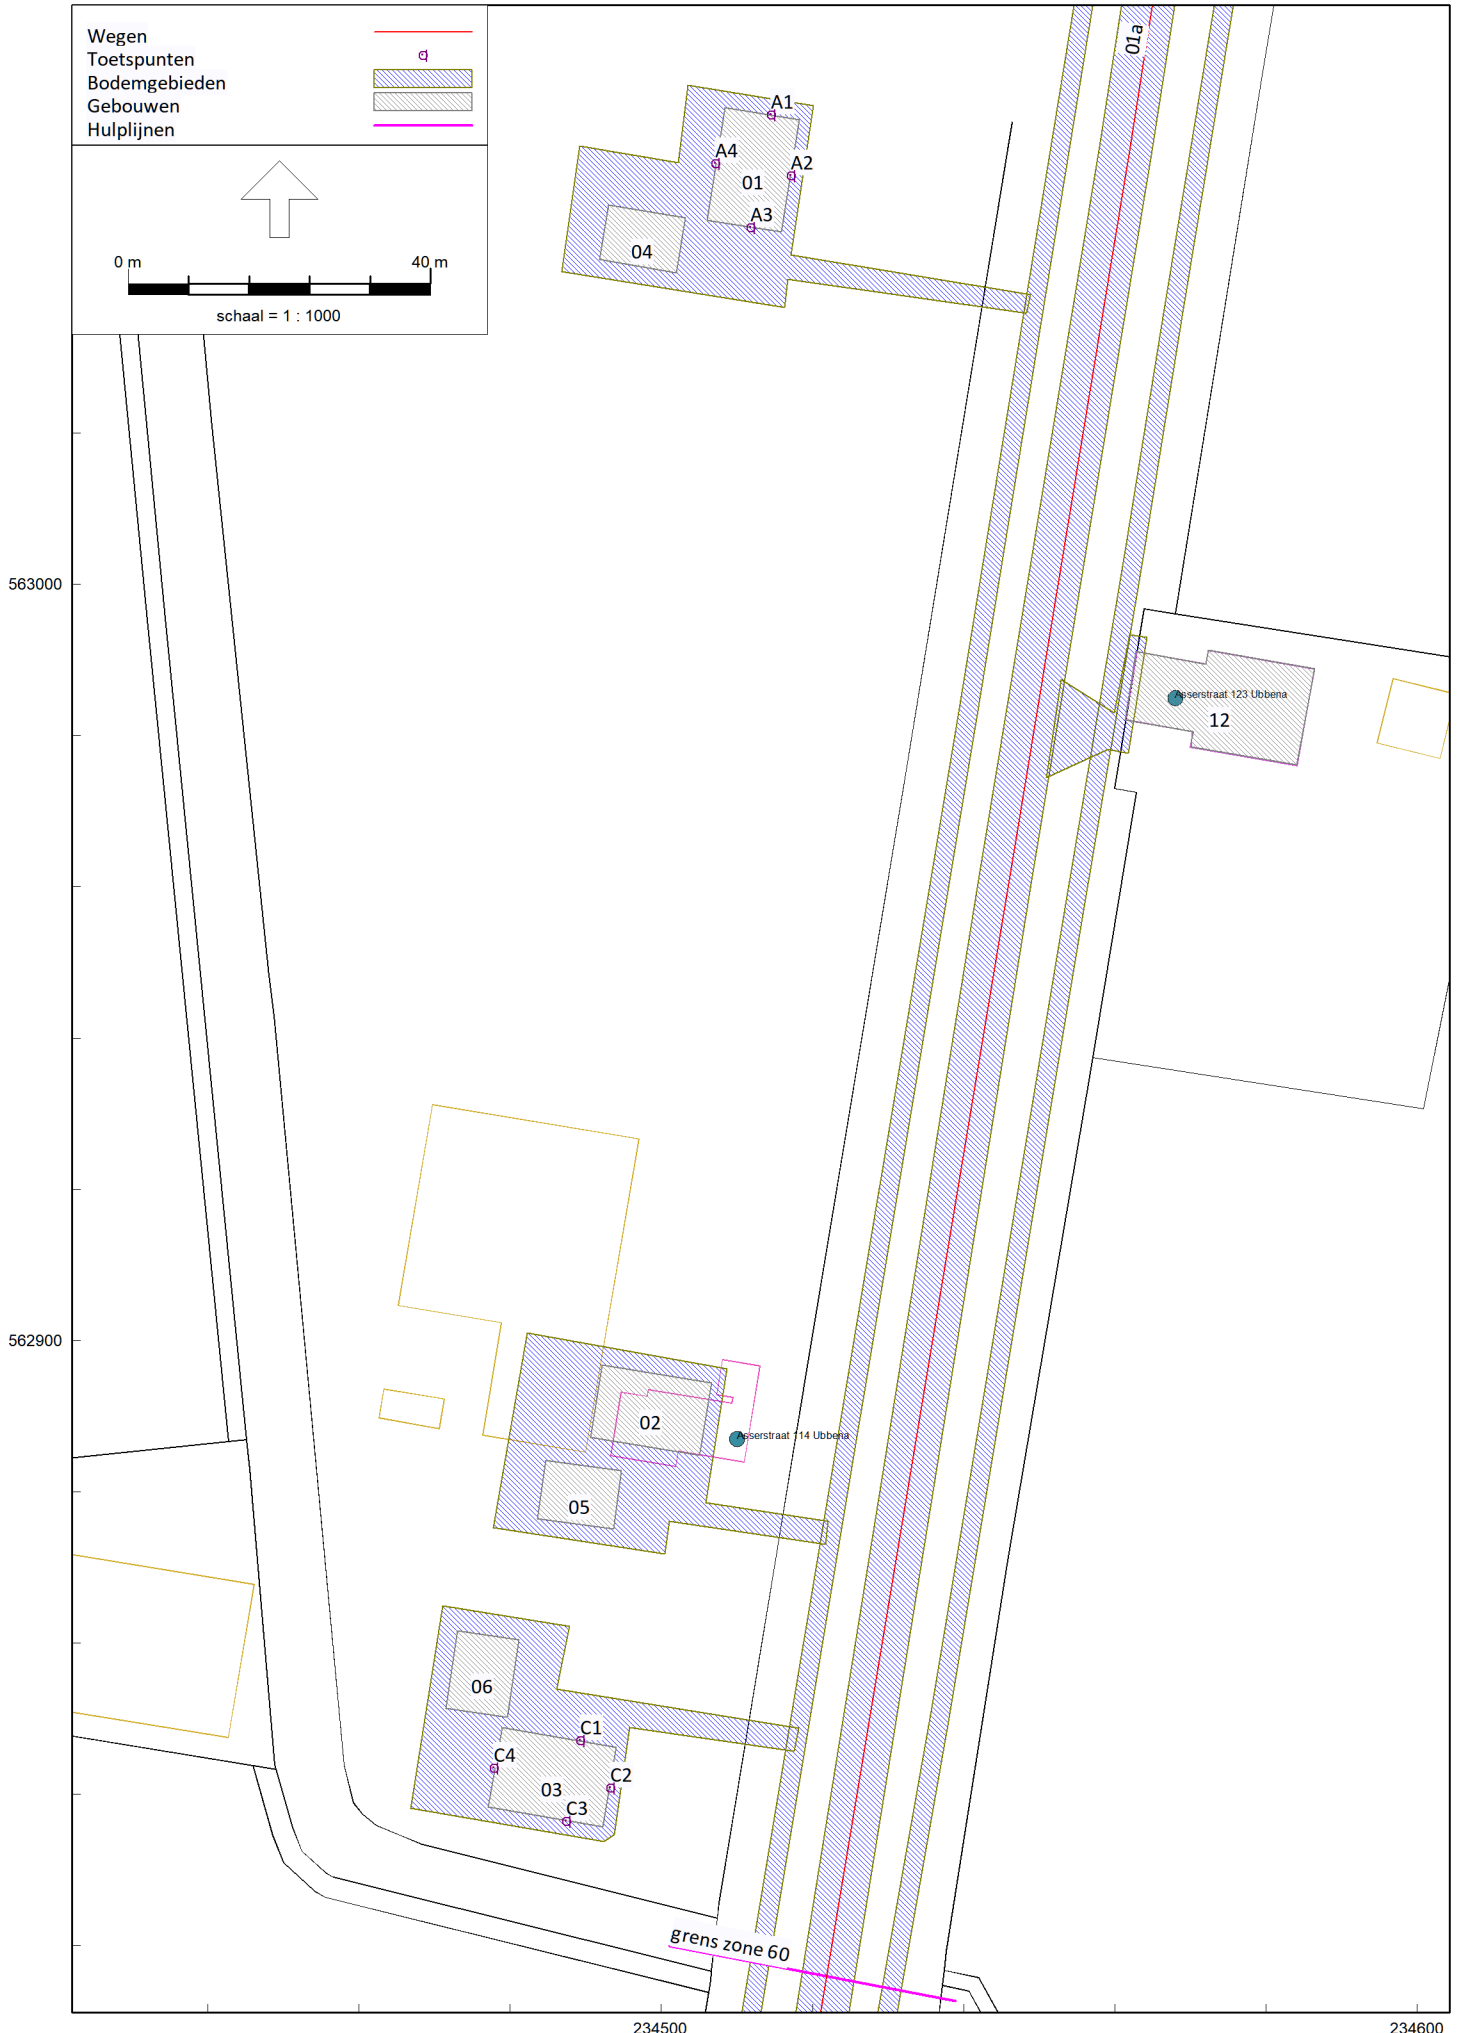 Wegen
Toetspunten
Bodemgebieden
Gebouwen
Hulplijnen
0 m 40 m
schaal = 1 : 1000
01a
A1
A4
A2
01
A3
04
563000
Asserstraat 123 Ubbena
12
562900
02
Asserstraat 114 Ubbena
05
06
C1
C4
C2
03
C3
grens zone 60
234500 234600